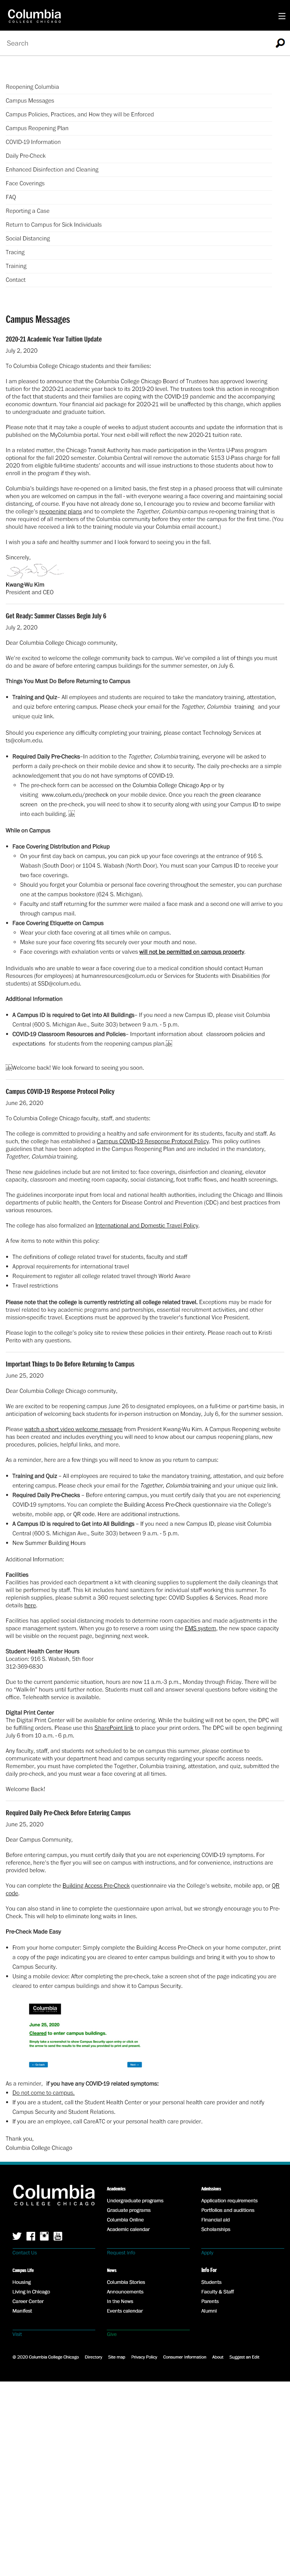 Columbia
COLLEGE CHICAGO
Search
Reopening Columbia
Campus Messages
Campus Policies, Practices, and How they will be Enforced
Campus Reopening Plan
COVID-19 Information
Daily Pre-Check
Enhanced Disinfection and Cleaning
Face Coverings
FAQ
Reporting a Case
Return to Campus for Sick Individuals
Social Distancing
Tracing
Training
Contact
Campus Messages
2020-21 Academic Year Tuition Update
July 2, 2020
To Columbia College Chicago students and their families:
I am pleased to announce that the Columbia College Chicago Board of Trustees has approved lowering
tuition for the 2020-21 academic year back to its 2019-20 level. The trustees took this action in recognition
of the fact that students and their families are coping with the COVID-19 pandemic and the accompanying
economic downturn. Your financial aid package for 2020-21 will be unaffected by this change, which applies
to undergraduate and graduate tuition.
Please note that it may take a couple of weeks to adjust student accounts and update the information that is
published on the MyColumbia portal. Your next e-bill will reflect the new 2020-21 tuition rate.
In a related matter, the Chicago Transit Authority has made participation in the Ventra U-Pass program
optional for the fall 2020 semester. Columbia Central will remove the automatic $153 U-Pass charge for fall
2020 from eligible full-time students' accounts and will issue instructions to those students about how to
opt into the program if they wish.
Columbia's buildings have now reopened on a limited basis, the first step in a phased process that will culminate
when you are welcomed on campus in the fall – with everyone wearing a face covering and maintaining social
distancing, of course. If you have not already done so, I encourage you to review and become familiar with
the college's re-opening plans and to complete the Together, Columbia campus reopening training that is
now required of all members of the Columbia community before they enter the campus for the first time. (You
should have received a link to the training module via your Columbia email account.)
I wish you a safe and healthy summer and I look forward to seeing you in the fall.
Sincerely,
Kwang-Wu Kim
President and CEO
Get Ready: Summer Classes Begin July 6
July 2, 2020
Dear Columbia College Chicago community,
We're excited to welcome the college community back to campus. We've compiled a list of things you must
do and be aware of before entering campus buildings for the summer semester, on July 6.
Things You Must Do Before Returning to Campus
• Training and Quiz– All employees and students are required to take the mandatory training, attestation,
and quiz before entering campus. Please check your email for the Together, Columbia training and your
unique quiz link.
Should you experience any difficulty completing your training, please contact Technology Services at
ts@colum.edu.
• Required Daily Pre-Checks–In addition to the Together, Columbia training, everyone will be asked to
perform a daily pre-check on their mobile device and show it to security. The daily pre-checks are a simple
acknowledgement that you do not have symptoms of COVID-19.
◦ The pre-check form can be accessed on the Columbia College Chicago App or by
visiting www.colum.edu/precheck on your mobile device. Once you reach the green clearance
screen on the pre-check, you will need to show it to security along with using your Campus ID to swipe
into each building.
While on Campus
• Face Covering Distribution and Pickup
◦ On your first day back on campus, you can pick up your face coverings at the entrance of 916 S.
Wabash (South Door) or 1104 S. Wabash (North Door). You must scan your Campus ID to receive your
two face coverings.
◦ Should you forget your Columbia or personal face covering throughout the semester, you can purchase
one at the campus bookstore (624 S. Michigan).
◦ Faculty and staff returning for the summer were mailed a face mask and a second one will arrive to you
through campus mail.
• Face Covering Etiquette on Campus
◦ Wear your cloth face covering at all times while on campus.
◦ Make sure your face covering fits securely over your mouth and nose.
◦ Face coverings with exhalation vents or valves will not be permitted on campus property.
Individuals who are unable to wear a face covering due to a medical condition should contact Human
Resources (for employees) at humanresources@colum.edu or Services for Students with Disabilities (for
students) at SSD@colum.edu.
Additional Information
• A Campus ID is required to Get into All Buildings– If you need a new Campus ID, please visit Columbia
Central (600 S. Michigan Ave., Suite 303) between 9 a.m. - 5 p.m.
• COVID-19 Classroom Resources and Policies– Important information about classroom policies and
expectations for students from the reopening campus plan.
Welcome back! We look forward to seeing you soon.
Campus COVID-19 Response Protocol Policy
June 26, 2020
To Columbia College Chicago faculty, staff, and students:
The college is committed to providing a healthy and safe environment for its students, faculty and staff. As
such, the college has established a Campus COVID-19 Response Protocol Policy. This policy outlines
guidelines that have been adopted in the Campus Reopening Plan and are included in the mandatory,
Together, Columbia training.
These new guidelines include but are not limited to: face coverings, disinfection and cleaning, elevator
capacity, classroom and meeting room capacity, social distancing, foot traffic flows, and health screenings.
The guidelines incorporate input from local and national health authorities, including the Chicago and Illinois
departments of public health, the Centers for Disease Control and Prevention (CDC) and best practices from
various resources.
The college has also formalized an International and Domestic Travel Policy.
A few items to note within this policy:
• The definitions of college related travel for students, faculty and staff
• Approval requirements for international travel
• Requirement to register all college related travel through World Aware
• Travel restrictions
Please note that the college is currently restricting all college related travel. Exceptions may be made for
travel related to key academic programs and partnerships, essential recruitment activities, and other
mission-specific travel. Exceptions must be approved by the traveler's functional Vice President.
Please login to the college's policy site to review these policies in their entirety. Please reach out to Kristi
Perito with any questions.
Important Things to Do Before Returning to Campus
June 25, 2020
Dear Columbia College Chicago community,
We are excited to be reopening campus June 26 to designated employees, on a full-time or part-time basis, in
anticipation of welcoming back students for in-person instruction on Monday, July 6, for the summer session.
Please watch a short video welcome message from President Kwang-Wu Kim. A Campus Reopening website
has been created and includes everything you will need to know about our campus reopening plans, new
procedures, policies, helpful links, and more.
As a reminder, here are a few things you will need to know as you return to campus:
• Training and Quiz – All employees and students are required to take the mandatory training, attestation, and quiz before
entering campus. Please check your email for the Together, Columbia training and your unique quiz link.
• Required Daily Pre-Checks – Before entering campus, you must certify daily that you are not experiencing
COVID-19 symptoms. You can complete the Building Access Pre-Check questionnaire via the College's
website, mobile app, or QR code. Here are additional instructions.
• A Campus ID is required to Get into All Buildings – If you need a new Campus ID, please visit Columbia
Central (600 S. Michigan Ave., Suite 303) between 9 a.m. - 5 p.m.
• New Summer Building Hours
Additional Information:
Facilities
Facilities has provided each department a kit with cleaning supplies to supplement the daily cleanings that
will be performed by staff. This kit includes hand sanitizers for individual staff working this summer. To
replenish supplies, please submit a 360 request selecting type: COVID Supplies & Services. Read more
details here.
Facilities has applied social distancing models to determine room capacities and made adjustments in the
management system. When you go to reserve a room using the EMS system, the new space capacity
will be visible on the request page, beginning next week.
Student Health Center Hours
Location: 916 S. Wabash, 5th floor
312-369-6830
Due to the current pandemic situation, hours are now 11 a.m.-3 p.m., Monday through Friday. There will be
no "Walk-in" hours until further notice. Students must call and answer several questions before visiting the
office. Telehealth service is available.
Digital Print Center
The Digital Print Center will be available for online ordering. While the building will not be open, the DPC will
be fulfilling orders. Please use this SharePoint link to place your print orders. The DPC will be open beginning
July 6 from 10 a.m. - 6 p.m.
Any faculty, staff, and students not scheduled to be on campus this summer, please continue to
communicate with your department head and campus security regarding your campus access needs.
Remember, you must have completed the Together, Columbia training, attestation, and quiz, submitted the
daily pre-check, and you must wear a face covering at all times.
Welcome Back!
Required Daily Pre-Check Before Entering Campus
June 25, 2020
Dear Campus Community,
Before entering campus, you must certify daily that you are not experiencing COVID-19 symptoms. For
reference, here's the flyer you will see on campus with instructions, and for convenience, instructions are
provided below.
You can complete the Building Access Pre-Check questionnaire via the College's website, mobile app, or QR
code.
You can also stand in line to complete the questionnaire upon arrival, but we strongly encourage you to Pre-
Check. This will help to eliminate long waits in lines.
Pre-Check Made Easy
• From your home computer: Simply complete the Building Access Pre-Check on your home computer, print
a copy of the page indicating you are cleared to enter campus buildings and bring it with you to show to
Campus Security.
• Using a mobile device: After completing the pre-check, take a screen shot of the page indicating you are
cleared to enter campus buildings and show it to Campus Security.
Columbia
June 25, 2020
Cleared to enter campus buildings.
Simply take a screenshot to show Campus Security upon entry or click on
the arrow to send the results to the email you provided to print and present.
As a reminder, if you have any COVID-19 related symptoms:
• Do not come to campus.
• If you are a student, call the Student Health Center or your personal health care provider and notify
Campus Security and Student Relations.
• If you are an employee, call CareATC or your personal health care provider.
Thank you,
Columbia College Chicago
Columbia
COLLEGE CHICAGO
Academics
Undergraduate programs
Graduate programs
Columbia Online
Academic calendar
Admissions
Application requirements
Portfolios and auditions
Financial aid
Scholarships
Contact Us
Request info
Apply
Campus Life
Housing
Living in Chicago
Career Center
Manifest
News
Columbia Stories
Announcements
In the News
Events calendar
Info For
Students
Faculty & Staff
Parents
Alumni
Visit
Give
© 2020 Columbia College Chicago Directory Site map Privacy Policy Consumer Information About Suggest an Edit